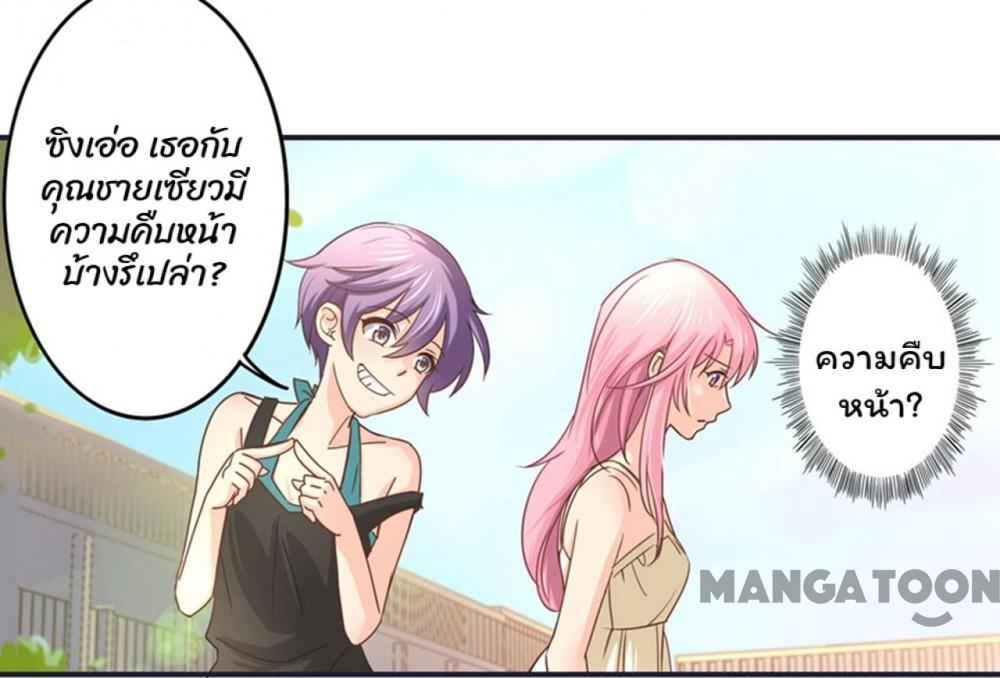 ซิงเอ่อ เธอกับ
คุณชายเซียวมี
ความคืบหน้า
บ้างรึเปล่า?
ความคืบ
หน้า?
MANGATOON